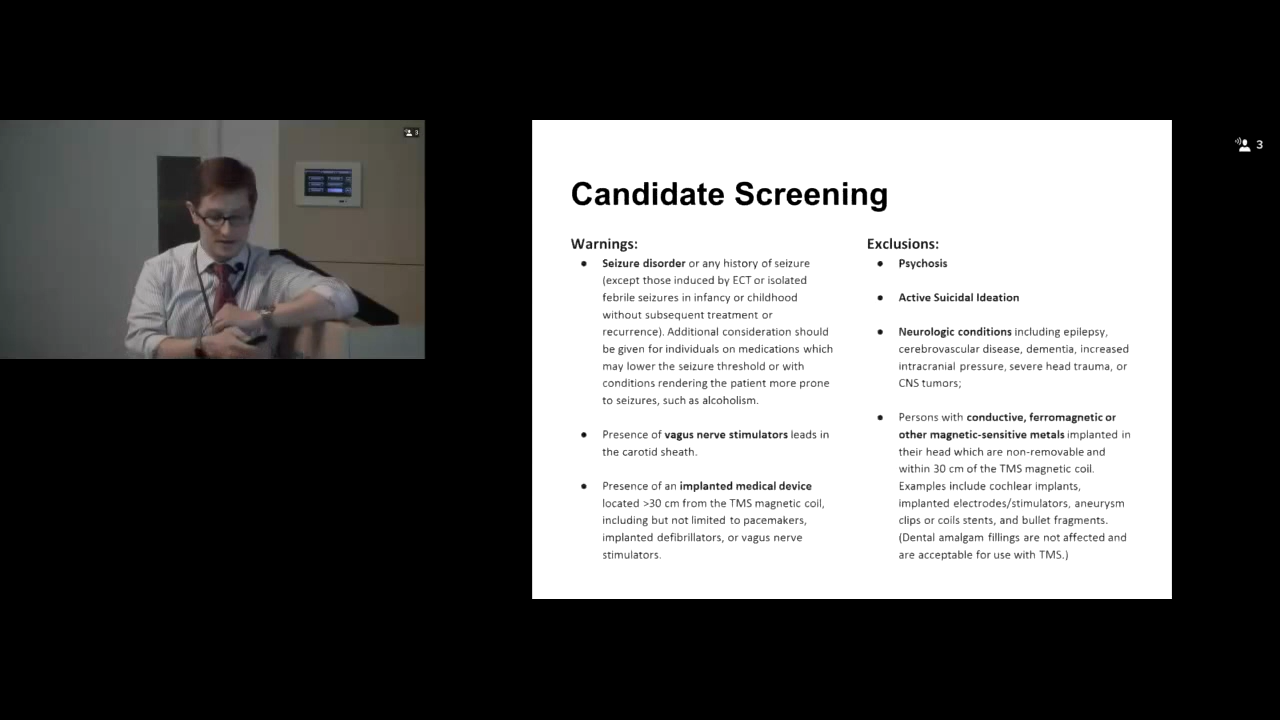 3
3
Candidate Screening
Warnings:
● Seizure disorder or any history of seizure
(except those induced by ECT or isolated
febrile seizures in infancy or childhood
without subsequent treatment or
recurrence). Additional consideration should
be given for individuals on medications which
may lower the seizure threshold or with
conditions rendering the patient more prone
to seizures, such as alcoholism.
● Presence of vagus nerve stimulators leads in
the carotid sheath.
● Presence of an implanted medical device
located >30 cm from the TMS magnetic coil,
including but not limited to pacemakers,
implanted defibrillators, or vagus nerve
stimulators.
Exclusions:
● Psychosis
● Active Suicidal Ideation
● Neurologic conditions including epilepsy,
cerebrovascular disease, dementia, increased
intracranial pressure, severe head trauma, or
CNS tumors;
● Persons with conductive, ferromagnetic or
other magnetic-sensitive metals implanted in
their head which are non-removable and
within 30 cm of the TMS magnetic coil.
Examples include cochlear implants,
implanted electrodes/stimulators, aneurysm
clips or coils stents, and bullet fragments.
(Dental amalgam fillings are not affected and
are acceptable for use with TMS.)